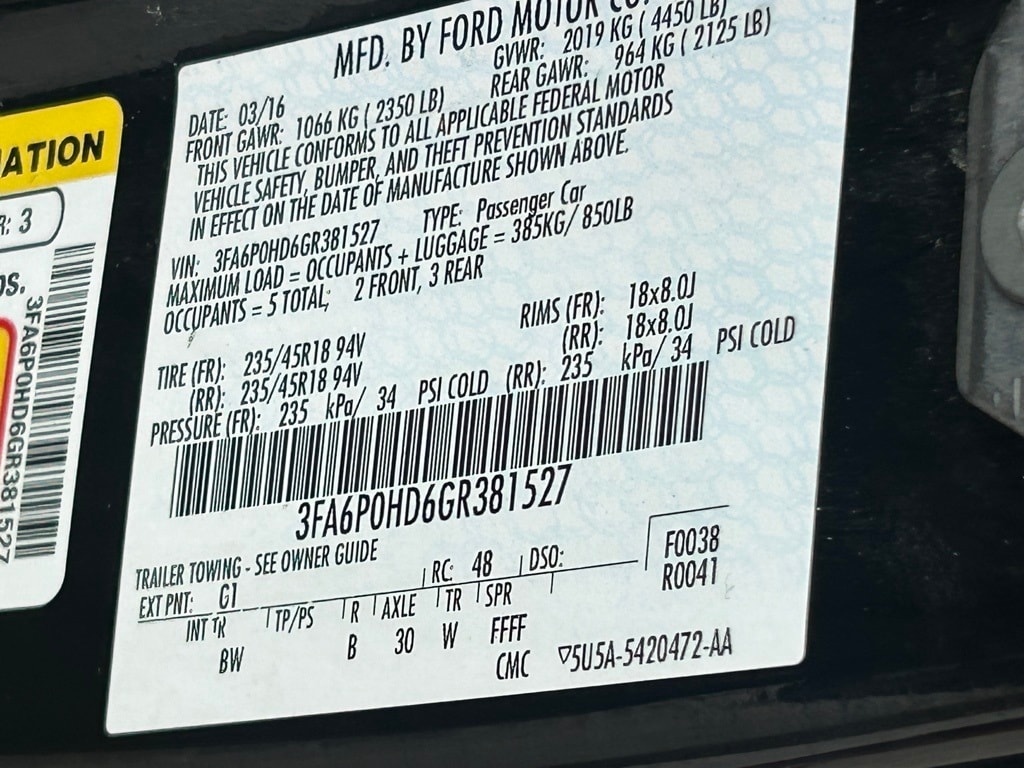 MFD. BY FORD MOTOR CO
GVWR: 2019 KG ( 4450 LB)
DATE: 03/16
REAR GAWR: 964 KG ( 2125 LB)
FRONT GAWR: 1066 KG ( 2350 LB)
THIS VEHICLE CONFORMS TO ALL APPLICABLE FEDERAL MOTOR
VEHICLE SAFETY, BUMPER, AND THEFT PREVENTION STANDARDS
IN EFFECT ON THE DATE OF MANUFACTURE SHOWN ABOVE.
VIN: 3FA6P0HD6GR381527 TYPE: Passenger Car
MAXIMUM LOAD = OCCUPANTS + LUGGAGE = 385KG/ 850LB
OCCUPANTS = 5 TOTAL; 2 FRONT, 3 REAR
RIMS (FR): 18x8.0J
(RR): 18x8.0J
TIRE (FR): 235/45R18 94V
(RR): 235/45R18 94V
PRESSURE (FR): 235 kPa/ 34 PSI COLD (RR): 235 kPa/ 34 PSI COLD
3FA6P0HD6GR381527
TRAILER TOWING - SEE OWNER GUIDE
EXT PNT: G1 RC: 48 DSO:
F0038
R0041
INT TR TP/PS R AXLE TR SPR
BW B 30 W FFFF
CMC
▽5U5A-5420472-AA
ATION
R: 3
DS.
3FA6P0HD6GR381527